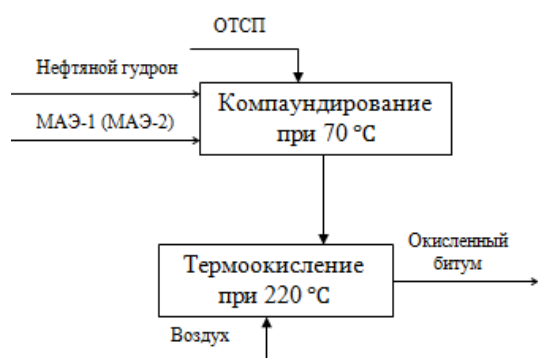 ОТСП
Нефтяной гудрон
МАЭ-1 (МАЭ-2)
Компаундирование
при 70 °С
Термоокисление
при 220 °С
Окисленный
битум
Воздух